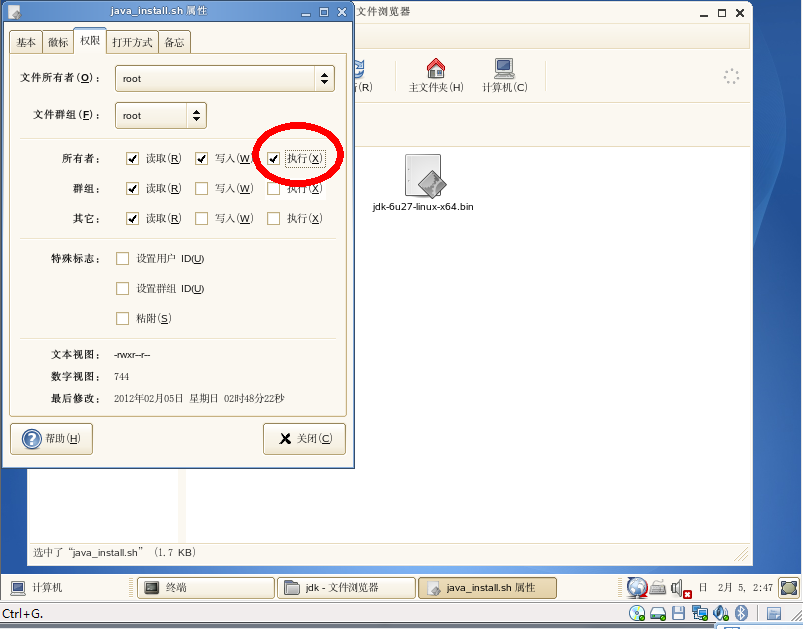 java_install.sh 属性
文件浏览器
基本 徽标 权限 打开方式 备忘
文件所有者(O)： root
文件群组(F)： root
(R) 主文件夹(H) 计算机(C)
所有者： 读取(R) 写入(W) 执行(X)
群组： 读取(R) 写入(W) 执行(X)
其它： 读取(R) 写入(W) 执行(X)
jdk-6u27-linux-x64.bin
特殊标志： 设置用户 ID(U)
设置群组 ID(U)
粘附(S)
文本视图： -rwxr--r--
数字视图： 744
最后修改： 2012年02月05日 星期日 02时48分22秒
帮助(H) 关闭(C)
选中了“java_install.sh” (1.7 KB)
计算机 终端 jdk - 文件浏览器 java_install.sh 属性 日 2月 5, 2:47
Ctrl+G.